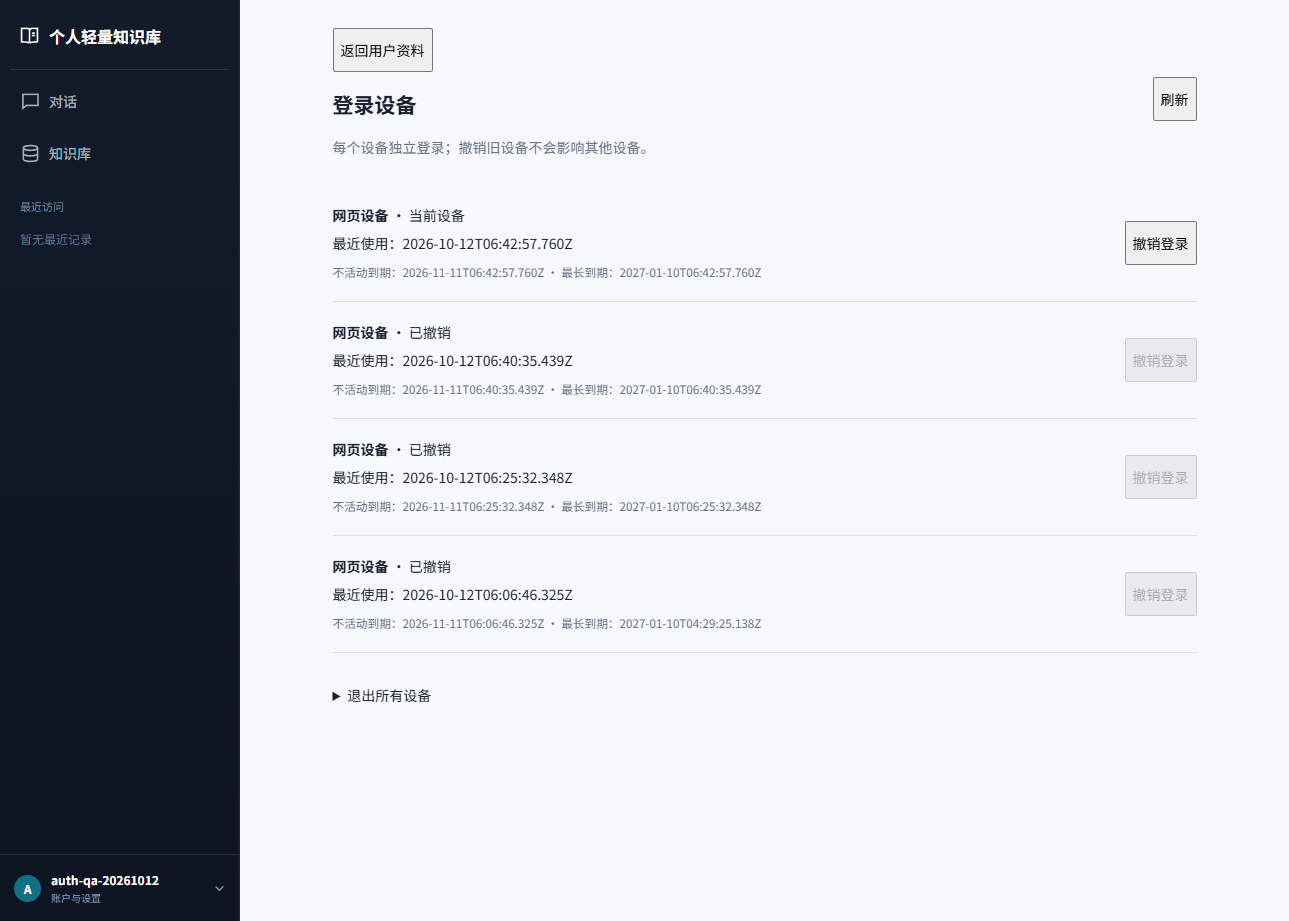 个人轻量知识库
对话
知识库
最近访问
暂无最近记录
auth-qa-20261012
A
账户与设置
返回用户资料
登录设备
刷新
每个设备独立登录；撤销旧设备不会影响其他设备。
网页设备 · 当前设备
最近使用：2026-10-12T06:42:57.760Z
不活动到期：2026-11-11T06:42:57.760Z · 最长到期：2027-01-10T06:42:57.760Z
撤销登录
网页设备 · 已撤销
最近使用：2026-10-12T06:40:35.439Z
不活动到期：2026-11-11T06:40:35.439Z · 最长到期：2027-01-10T06:40:35.439Z
撤销登录
网页设备 · 已撤销
最近使用：2026-10-12T06:25:32.348Z
不活动到期：2026-11-11T06:25:32.348Z · 最长到期：2027-01-10T06:25:32.348Z
撤销登录
网页设备 · 已撤销
最近使用：2026-10-12T06:06:46.325Z
不活动到期：2026-11-11T06:06:46.325Z · 最长到期：2027-01-10T04:29:25.138Z
撤销登录
退出所有设备